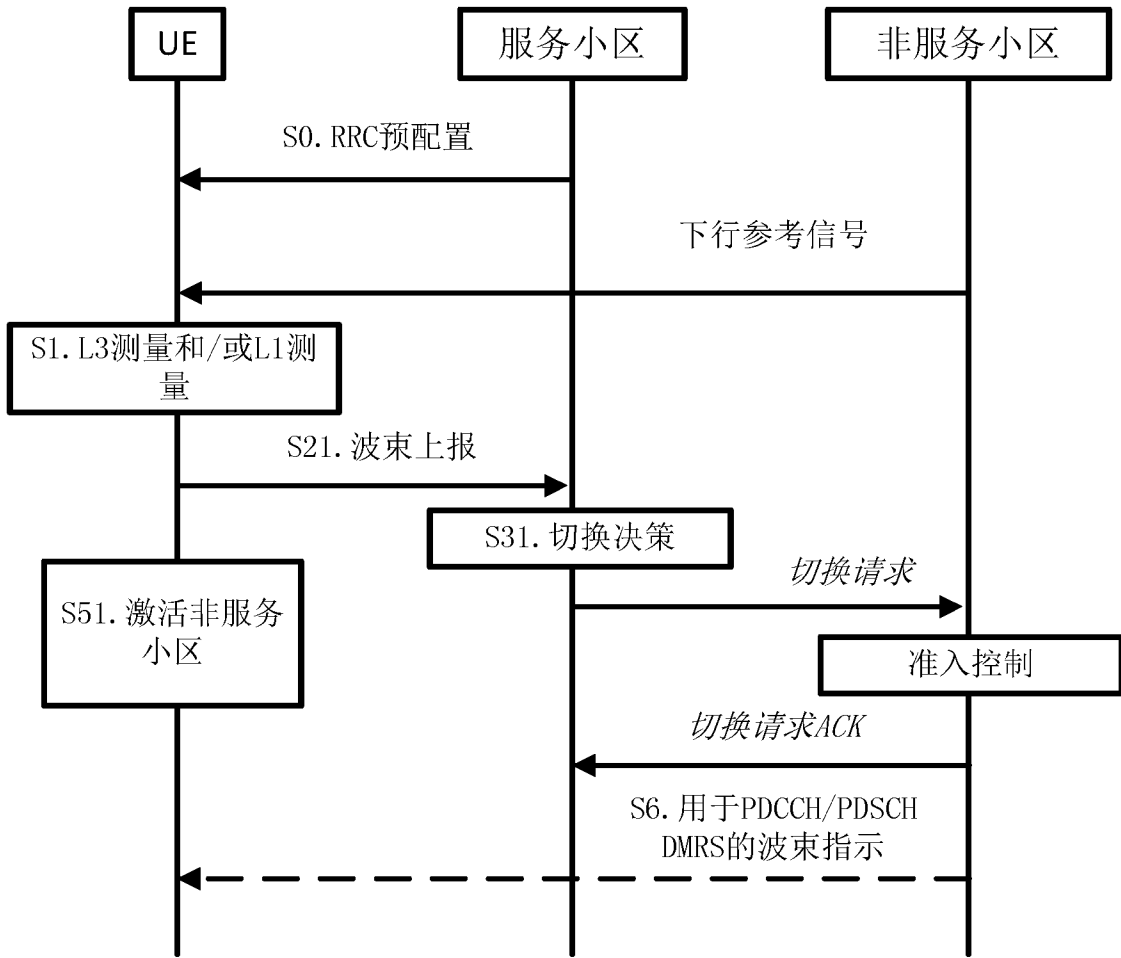 UE
服务小区
非服务小区
S0.RRC预配置
下行参考信号
S1.L3测量和/或L1测
量
S21.波束上报
S31.切换决策
切换请求
S51.激活非服务
小区
准入控制
切换请求ACK
S6.用于PDCCH/PDSCH
DMRS的波束指示